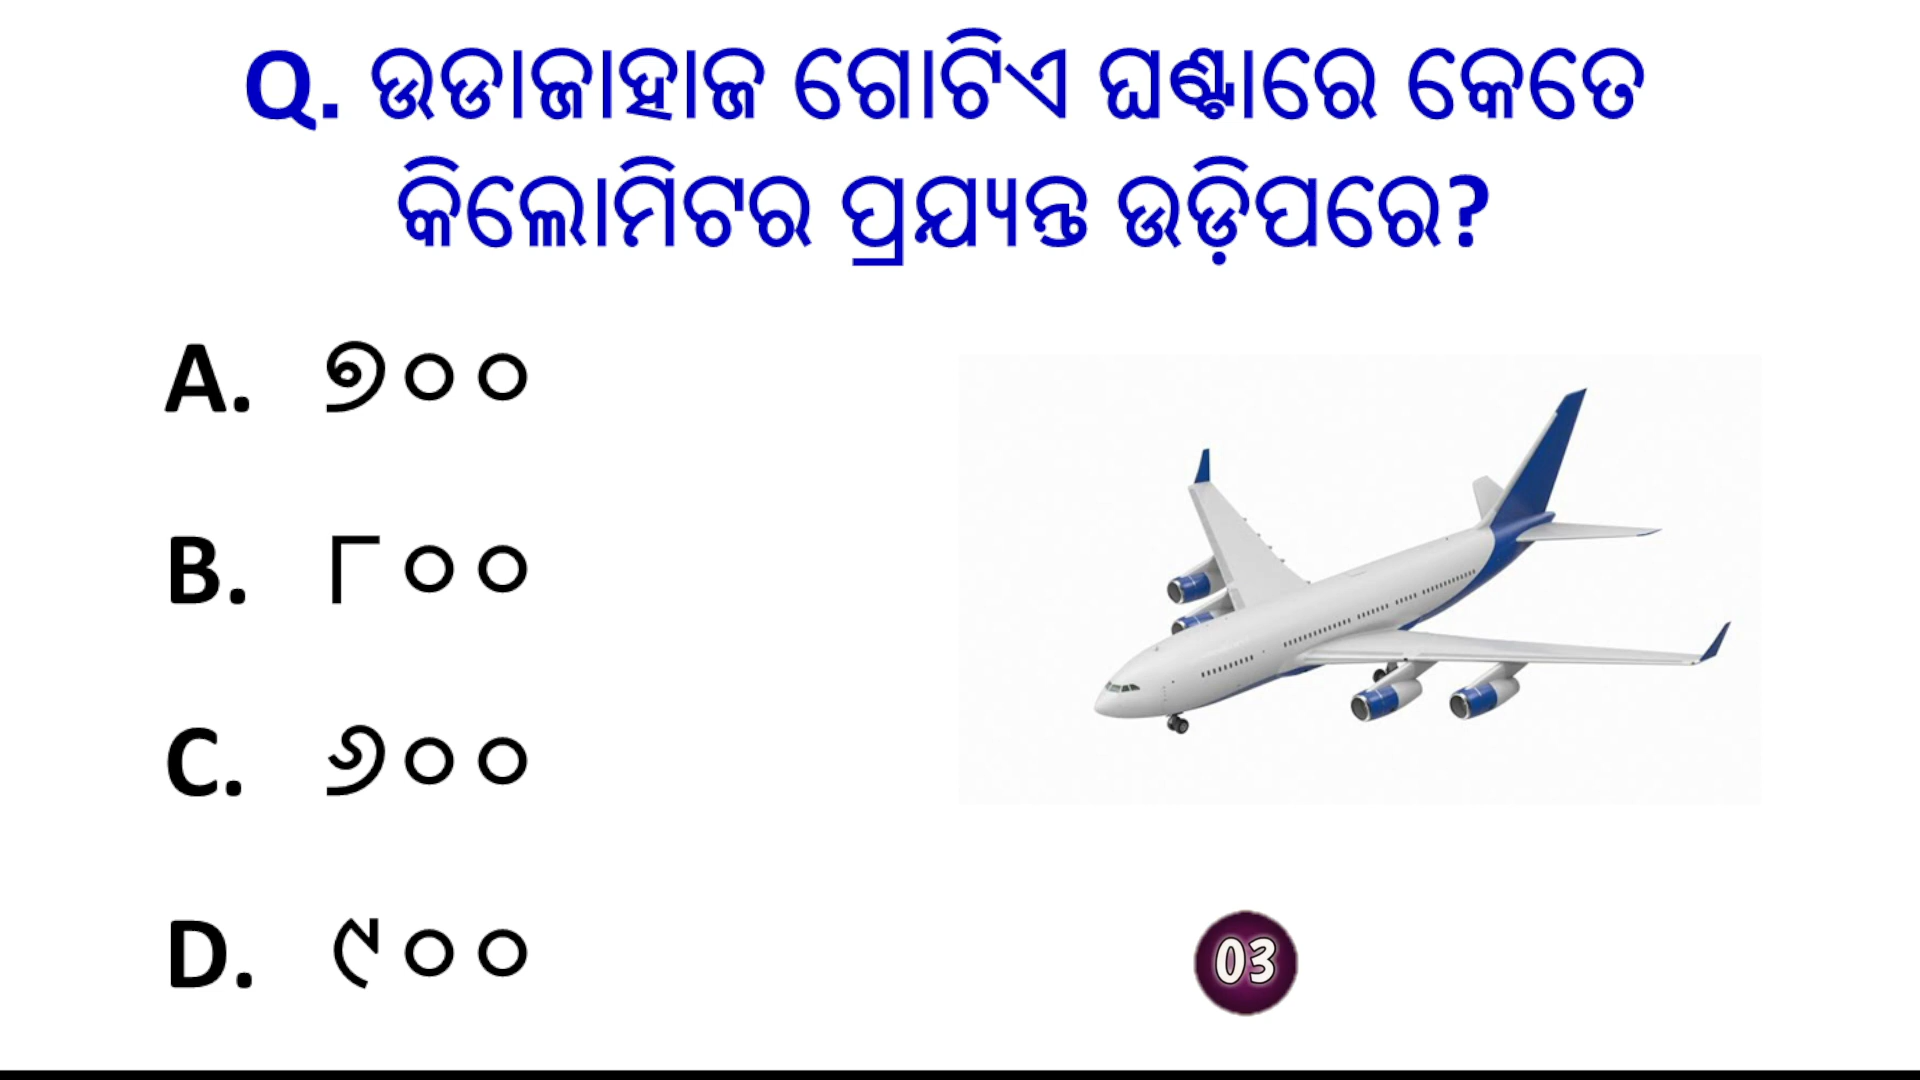 Q. ଉଡାଜାହାଜ ଗୋଟିଏ ଘଣ୍ଟାରେ କେତେ
କିଲୋମିଟର ପ୍ରଯ୍ୟନ୍ତ ଉଡ଼ିପରେ?
A. ୭୦୦
B. ୮୦୦
C. ୬୦୦
D. ୯୦୦
03